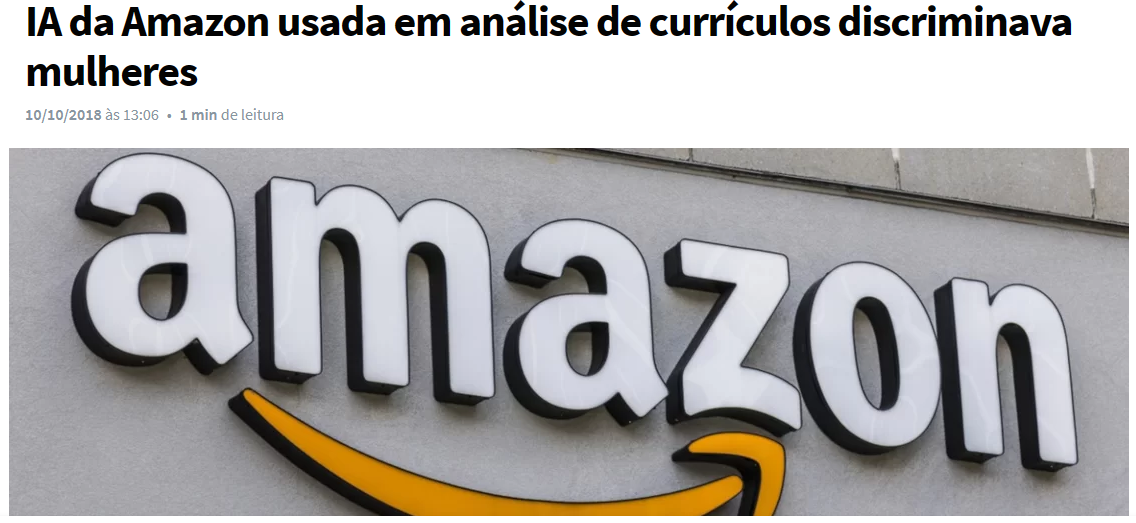 IA da Amazon usada em análise de currículos discriminava
mulheres
10/10/2018 às 13:06 • 1 min de leitura
amazon